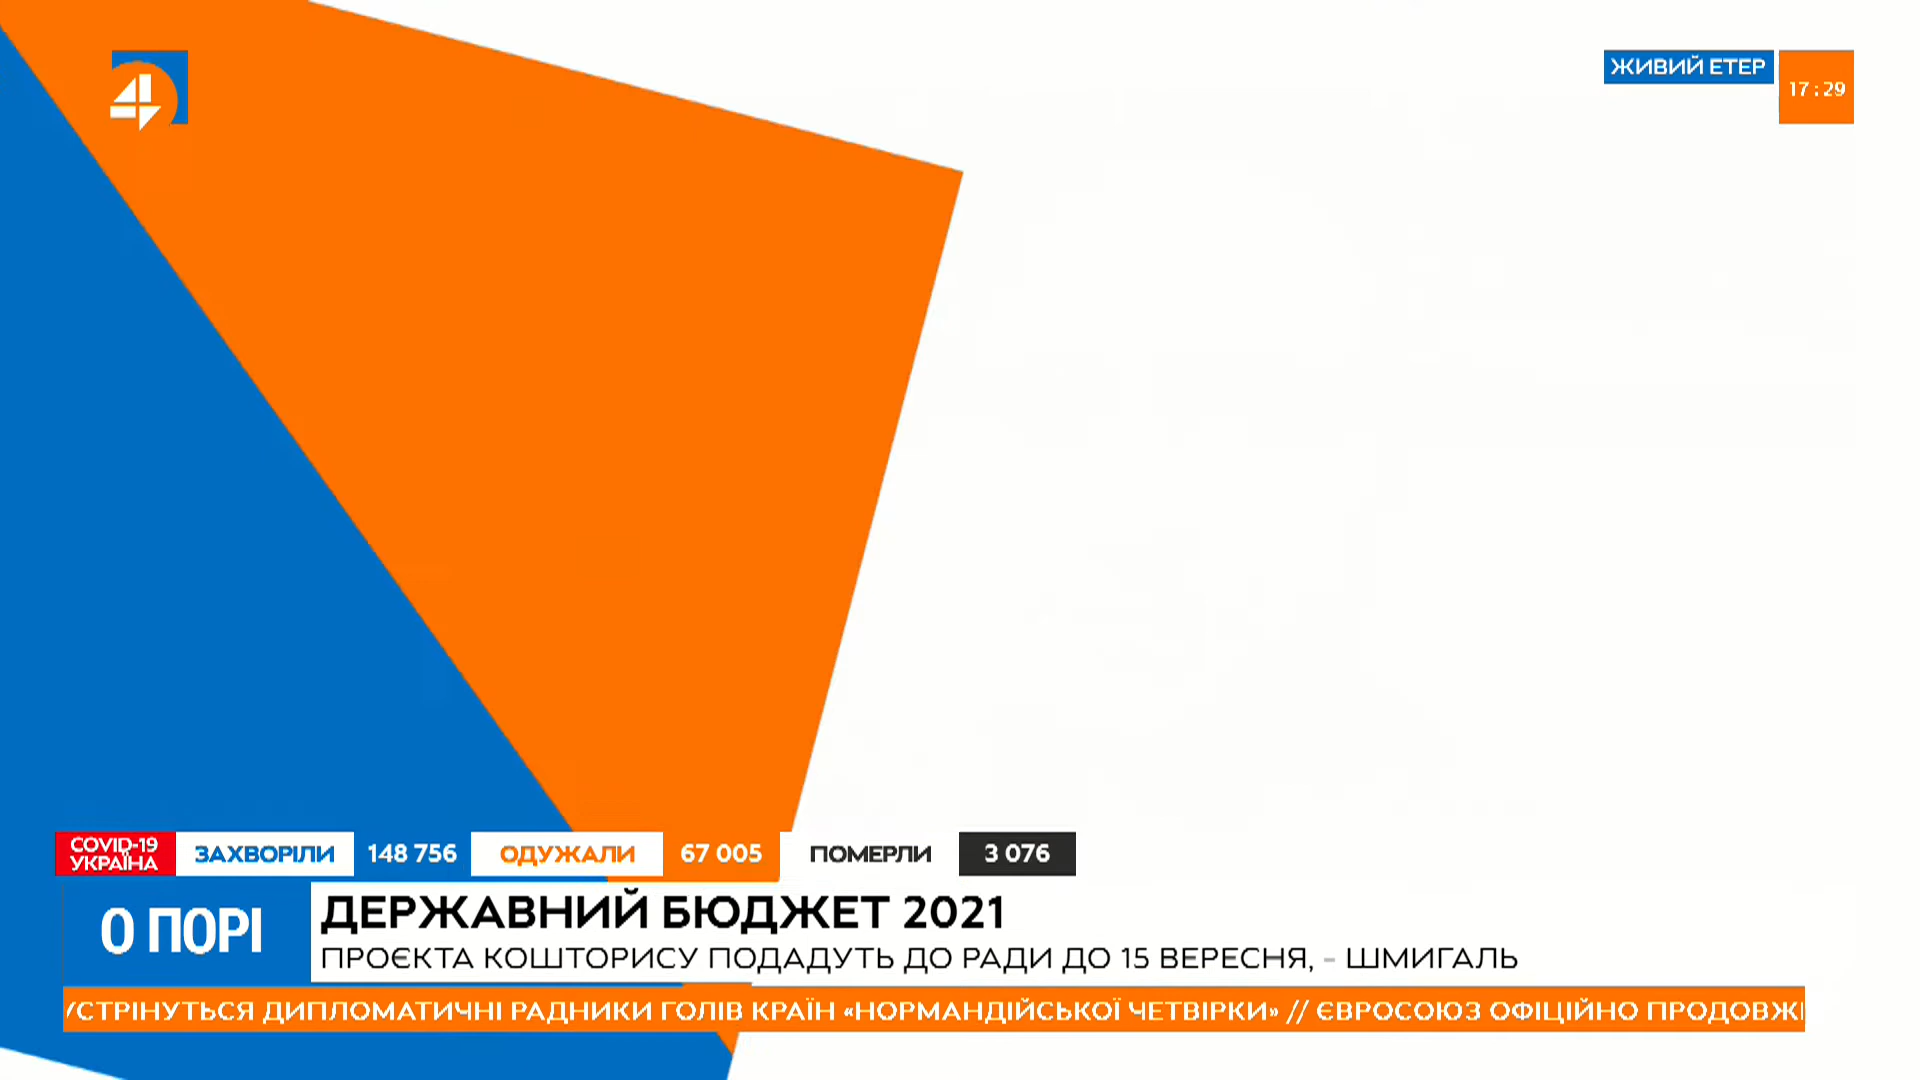 4
ЖИВИЙ ЕТЕР
17:29
COVID-19
УКРАЇНА
ЗАХВОРІЛИ 148 756 ОДУЖАЛИ 67 005 ПОМЕРЛИ 3 076
О ПОРІ
ДЕРЖАВНИЙ БЮДЖЕТ 2021
ПРОЄКТА КОШТОРИСУ ПОДАДУТЬ ДО РАДИ ДО 15 ВЕРЕСНЯ, - ШМИГАЛЬ
УСТРІНУТЬСЯ ДИПЛОМАТИЧНІ РАДНИКИ ГОЛІВ КРАЇН «НОРМАНДІЙСЬКОЇ ЧЕТВІРКИ» // ЄВРОСОЮЗ ОФІЦІЙНО ПРОДОВЖ